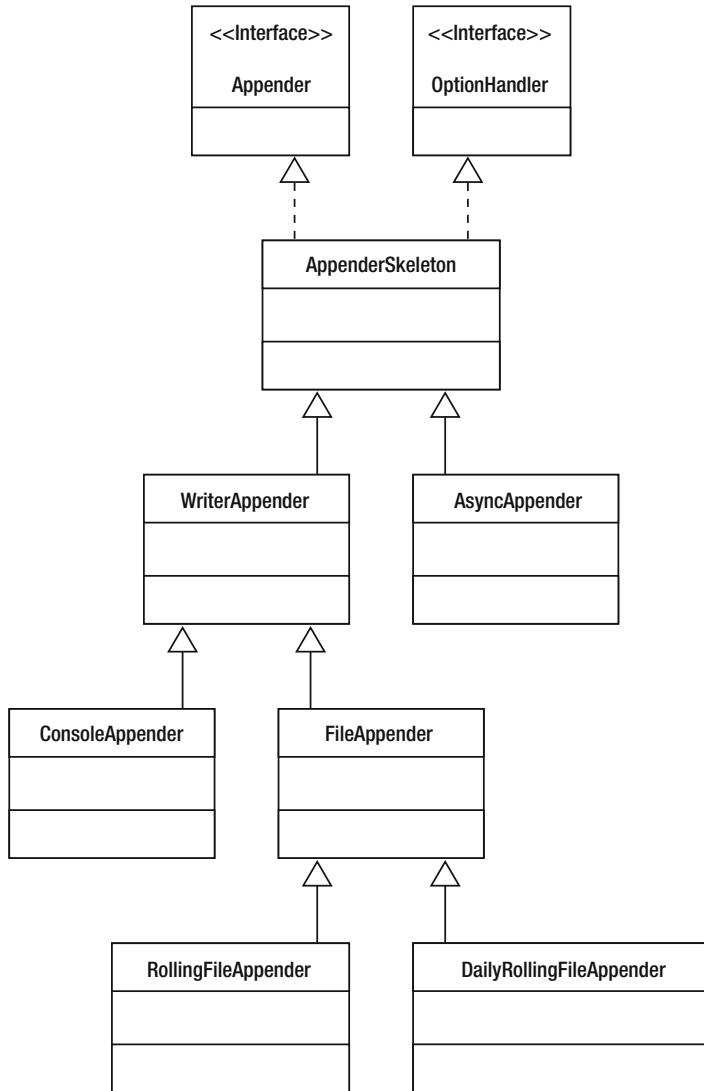 <<Interface>>
Appender
<<Interface>>
OptionHandler
AppenderSkeleton
WriterAppender
AsyncAppender
ConsoleAppender
FileAppender
RollingFileAppender
DailyRollingFileAppender